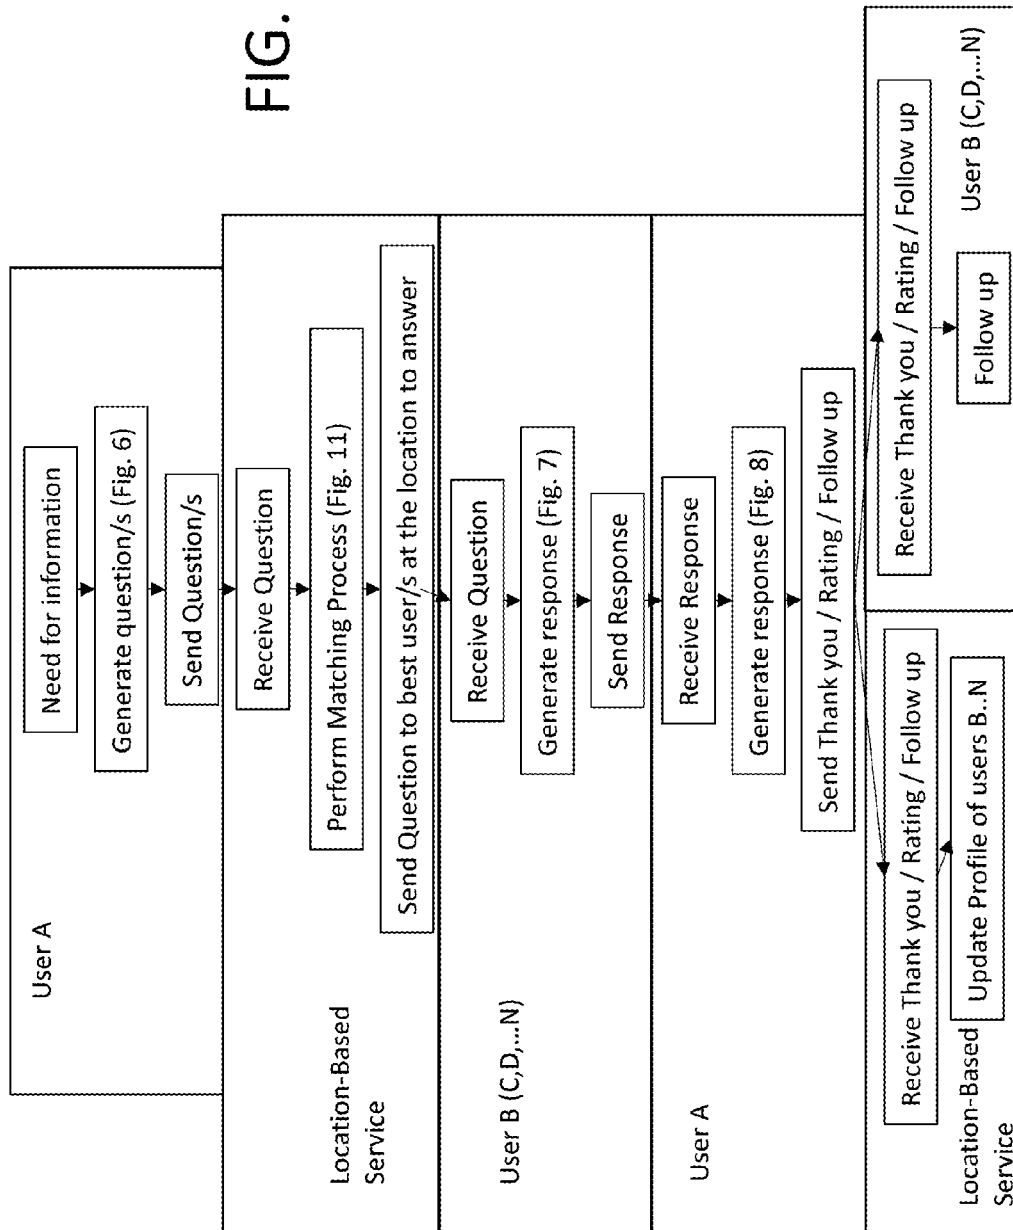 FIG.
User A
Need for information
Generate question/s (Fig. 6)
Send Question/s
Location-Based
Service
Receive Question
Perform Matching Process (Fig. 11)
Send Question to best user/s at the location to answer
User B (C,D,...N)
Receive Question
Generate response (Fig. 7)
Send Response
User A
Receive Response
Generate response (Fig. 8)
Send Thank you / Rating / Follow up
Receive Thank you / Rating / Follow up
Update Profile of users B..N
Location-Based
Service
Receive Thank you / Rating / Follow up
Follow up
User B (C,D,...N)